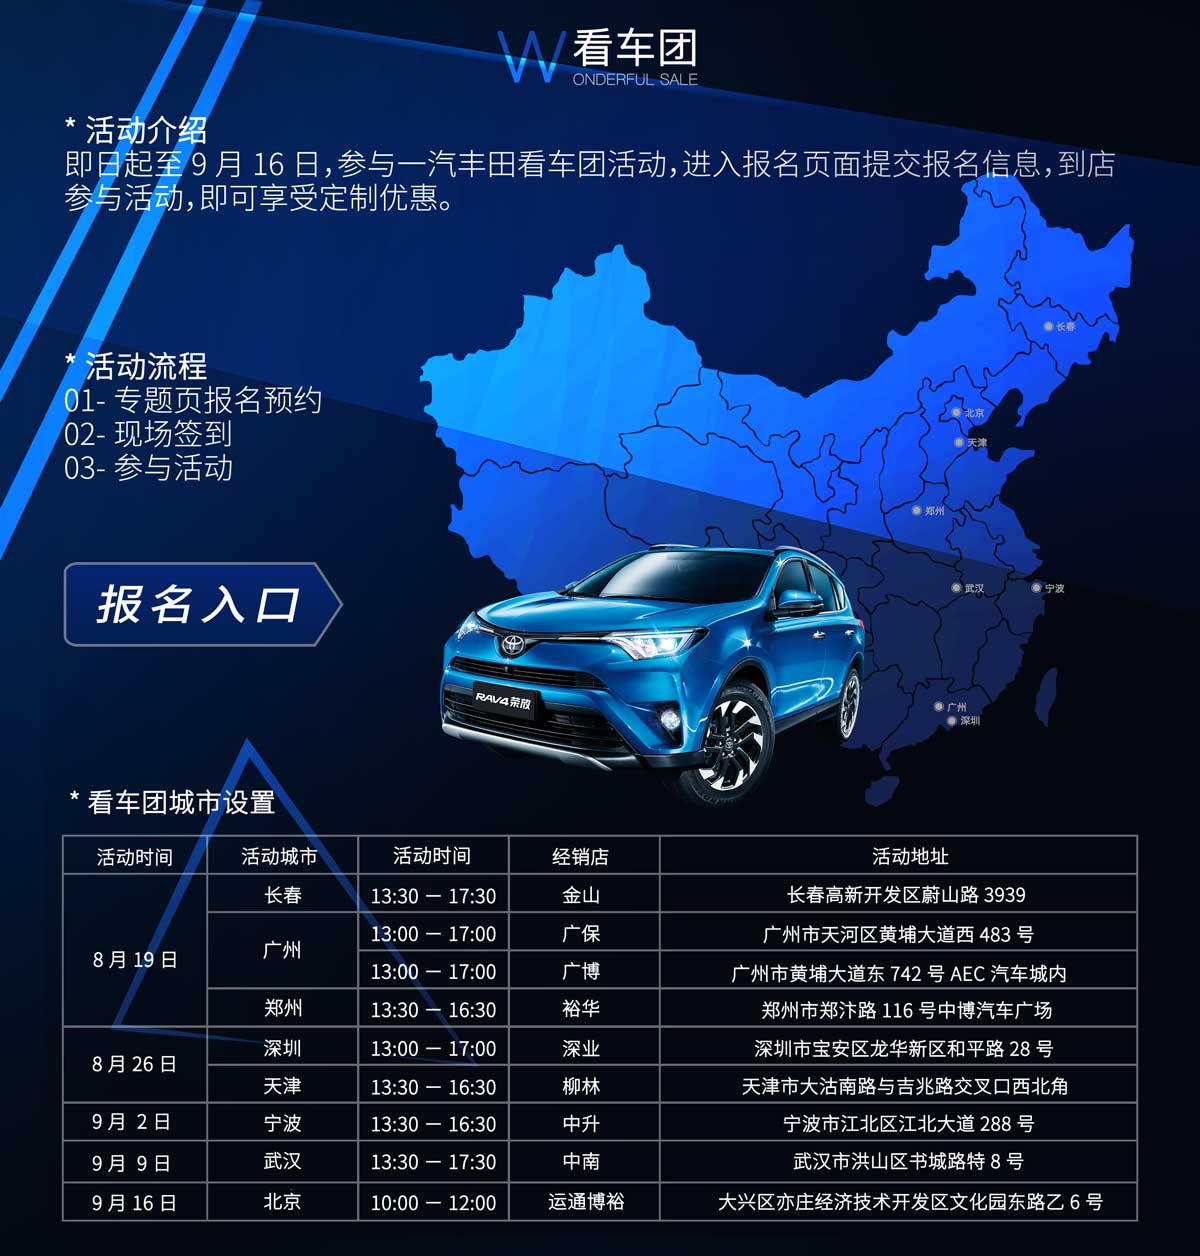 W 看车团
ONDERFUL SALE
* 活动介绍
即日起至 9 月 16 日，参与一汽丰田看车团活动，进入报名页面提交报名信息，到店
参与活动，即可享受定制优惠。
长春
* 活动流程
01- 专题页报名预约
02- 现场签到
03- 参与活动
北京
天津
郑州
武汉
宁波
报名入口
RAV4荣放
广州
深圳
* 看车团城市设置
活动时间 活动城市 活动时间 经销店 活动地址
8 月 19 日 长春 13:30 － 17:30 金山 长春高新开发区蔚山路 3939
广州 13:00 － 17:00 广保 广州市天河区黄埔大道西 483 号
13:00 － 17:00 广博 广州市黄埔大道东 742 号 AEC 汽车城内
郑州 13:30 － 16:30 裕华 郑州市郑汴路 116 号中博汽车广场
8 月 26 日 深圳 13:00 － 17:00 深业 深圳市宝安区龙华新区和平路 28 号
天津 13:30 － 16:30 柳林 天津市大沽南路与吉兆路交叉口西北角
9 月 2 日 宁波 13:30 － 16:30 中升 宁波市江北区江北大道 288 号
9 月 9 日 武汉 13:30 － 17:30 中南 武汉市洪山区书城路特 8 号
9 月 16 日 北京 10:00 － 12:00 运通博裕 大兴区亦庄经济技术开发区文化园东路乙 6 号